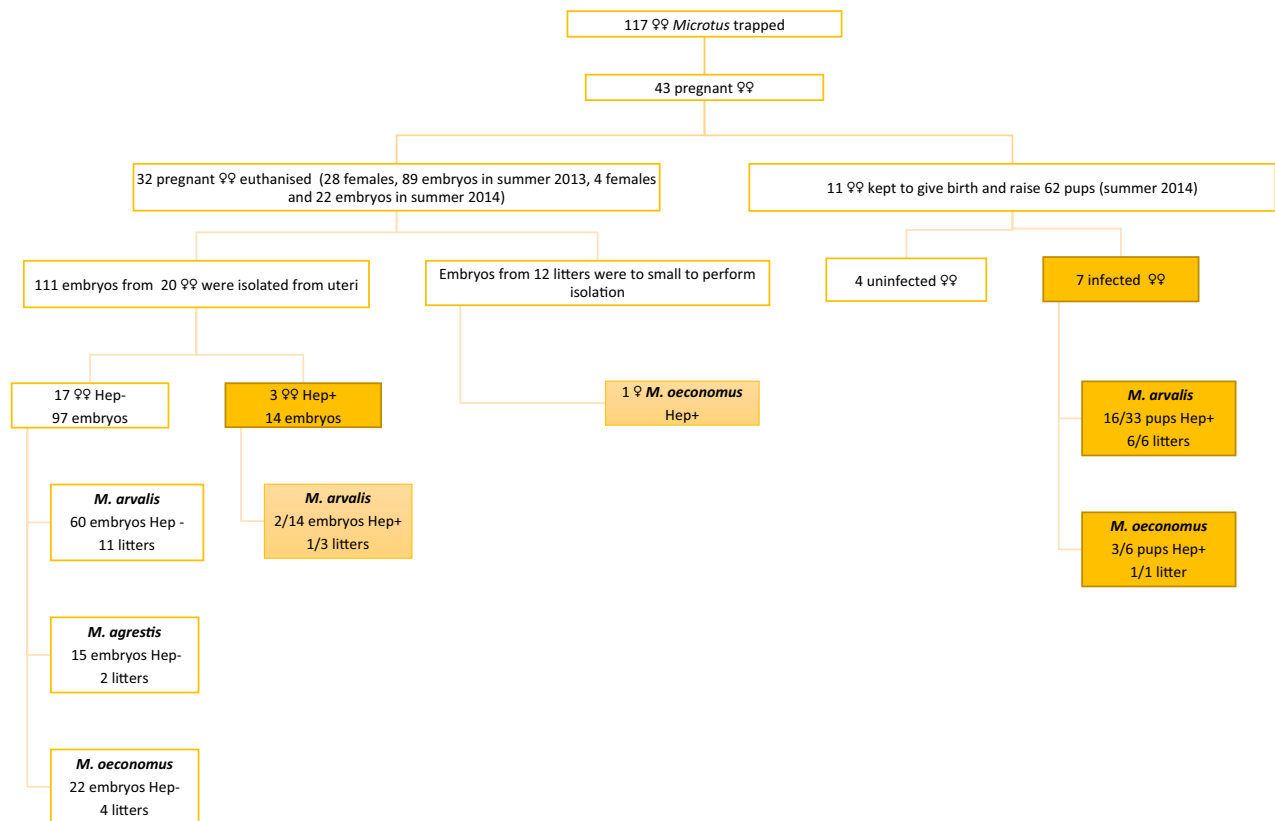 117 ♀♀ Microtus trapped
43 pregnant ♀♀
32 pregnant ♀♀ euthanised (28 females, 89 embryos in summer 2013, 4 females
and 22 embryos in summer 2014)
11 ♀♀ kept to give birth and raise 62 pups (summer 2014)
111 embryos from 20 ♀♀ were isolated from uteri
Embryos from 12 litters were to small to perform
isolation
4 uninfected ♀♀
7 infected ♀♀
17 ♀♀ Hep-
97 embryos
3 ♀♀ Hep+
14 embryos
1 ♀ M. oeconomus
Hep+
M. arvalis
16/33 pups Hep+
6/6 litters
M. arvalis
60 embryos Hep -
11 litters
M. arvalis
2/14 embryos Hep+
1/3 litters
M. oeconomus
3/6 pups Hep+
1/1 litter
M. agrestis
15 embryos Hep-
2 litters
M. oeconomus
22 embryos Hep-
4 litters